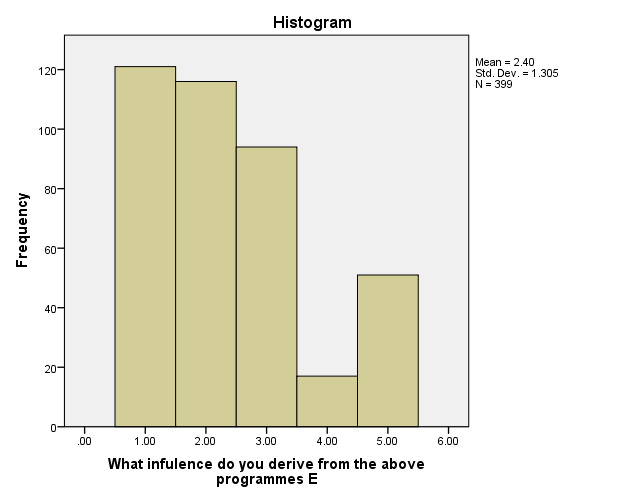 Histogram
Mean = 2.40
Std. Dev. = 1.305
N = 399
120
100
80
60
40
20
0
Frequency
.00 1.00 2.00 3.00 4.00 5.00 6.00
What infulence do you derive from the above
programmes E